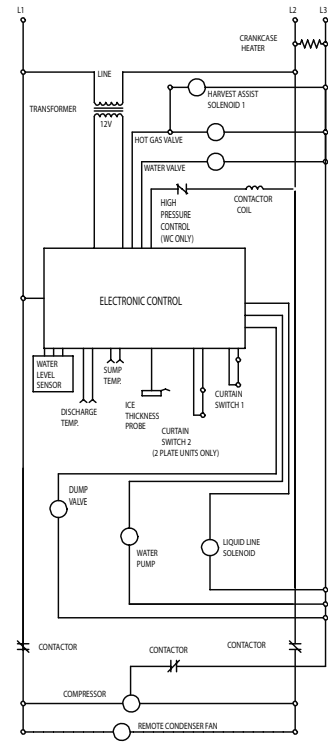 L1
L2
L3
CRANKCASE
HEATER
LINE
TRANSFORMER
12V
HARVEST ASSIST
SOLENOID 1
HOT GAS VALVE
WATER VALVE
HIGH
PRESSURE
CONTROL
(WC ONLY)
CONTACTOR
COIL
ELECTRONIC CONTROL
WATER
LEVEL
SENSOR
SUMP
TEMP.
DISCHARGE
TEMP.
ICE
THICKNESS
PROBE
CURTAIN
SWITCH 1
CURTAIN
SWITCH 2
(2 PLATE UNITS ONLY)
DUMP
VALVE
WATER
PUMP
LIQUID LINE
SOLENOID
CONTACTOR
CONTACTOR
CONTACTOR
COMPRESSOR
REMOTE CONDENSER FAN